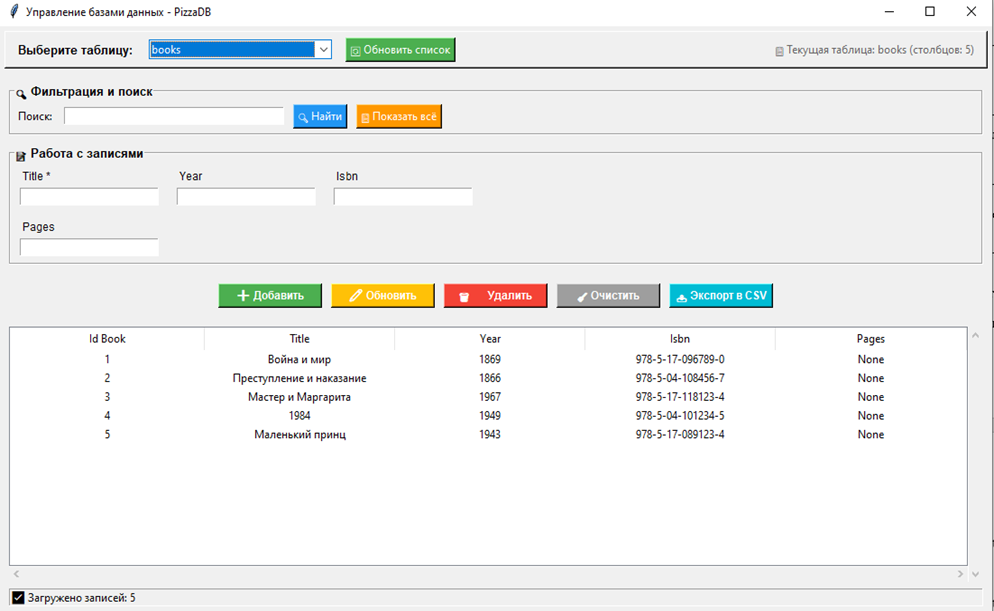 Управление базами данных - PizzaDB
Выберите таблицу: books Обновить список Текущая таблица: books (столбцов: 5)
Фильтрация и поиск
Поиск: Найти Показать всё
Работа с записями
Title * Year Isbn
Pages
Добавить Обновить Удалить Очистить Экспорт в CSV
Id Book Title Year Isbn Pages
1 Война и мир 1869 978-5-17-096789-0 None
2 Преступление и наказание 1866 978-5-04-108456-7 None
3 Мастер и Маргарита 1967 978-5-17-118123-4 None
4 1984 1949 978-5-04-101234-5 None
5 Маленький принц 1943 978-5-17-089123-4 None
Загружено записей: 5